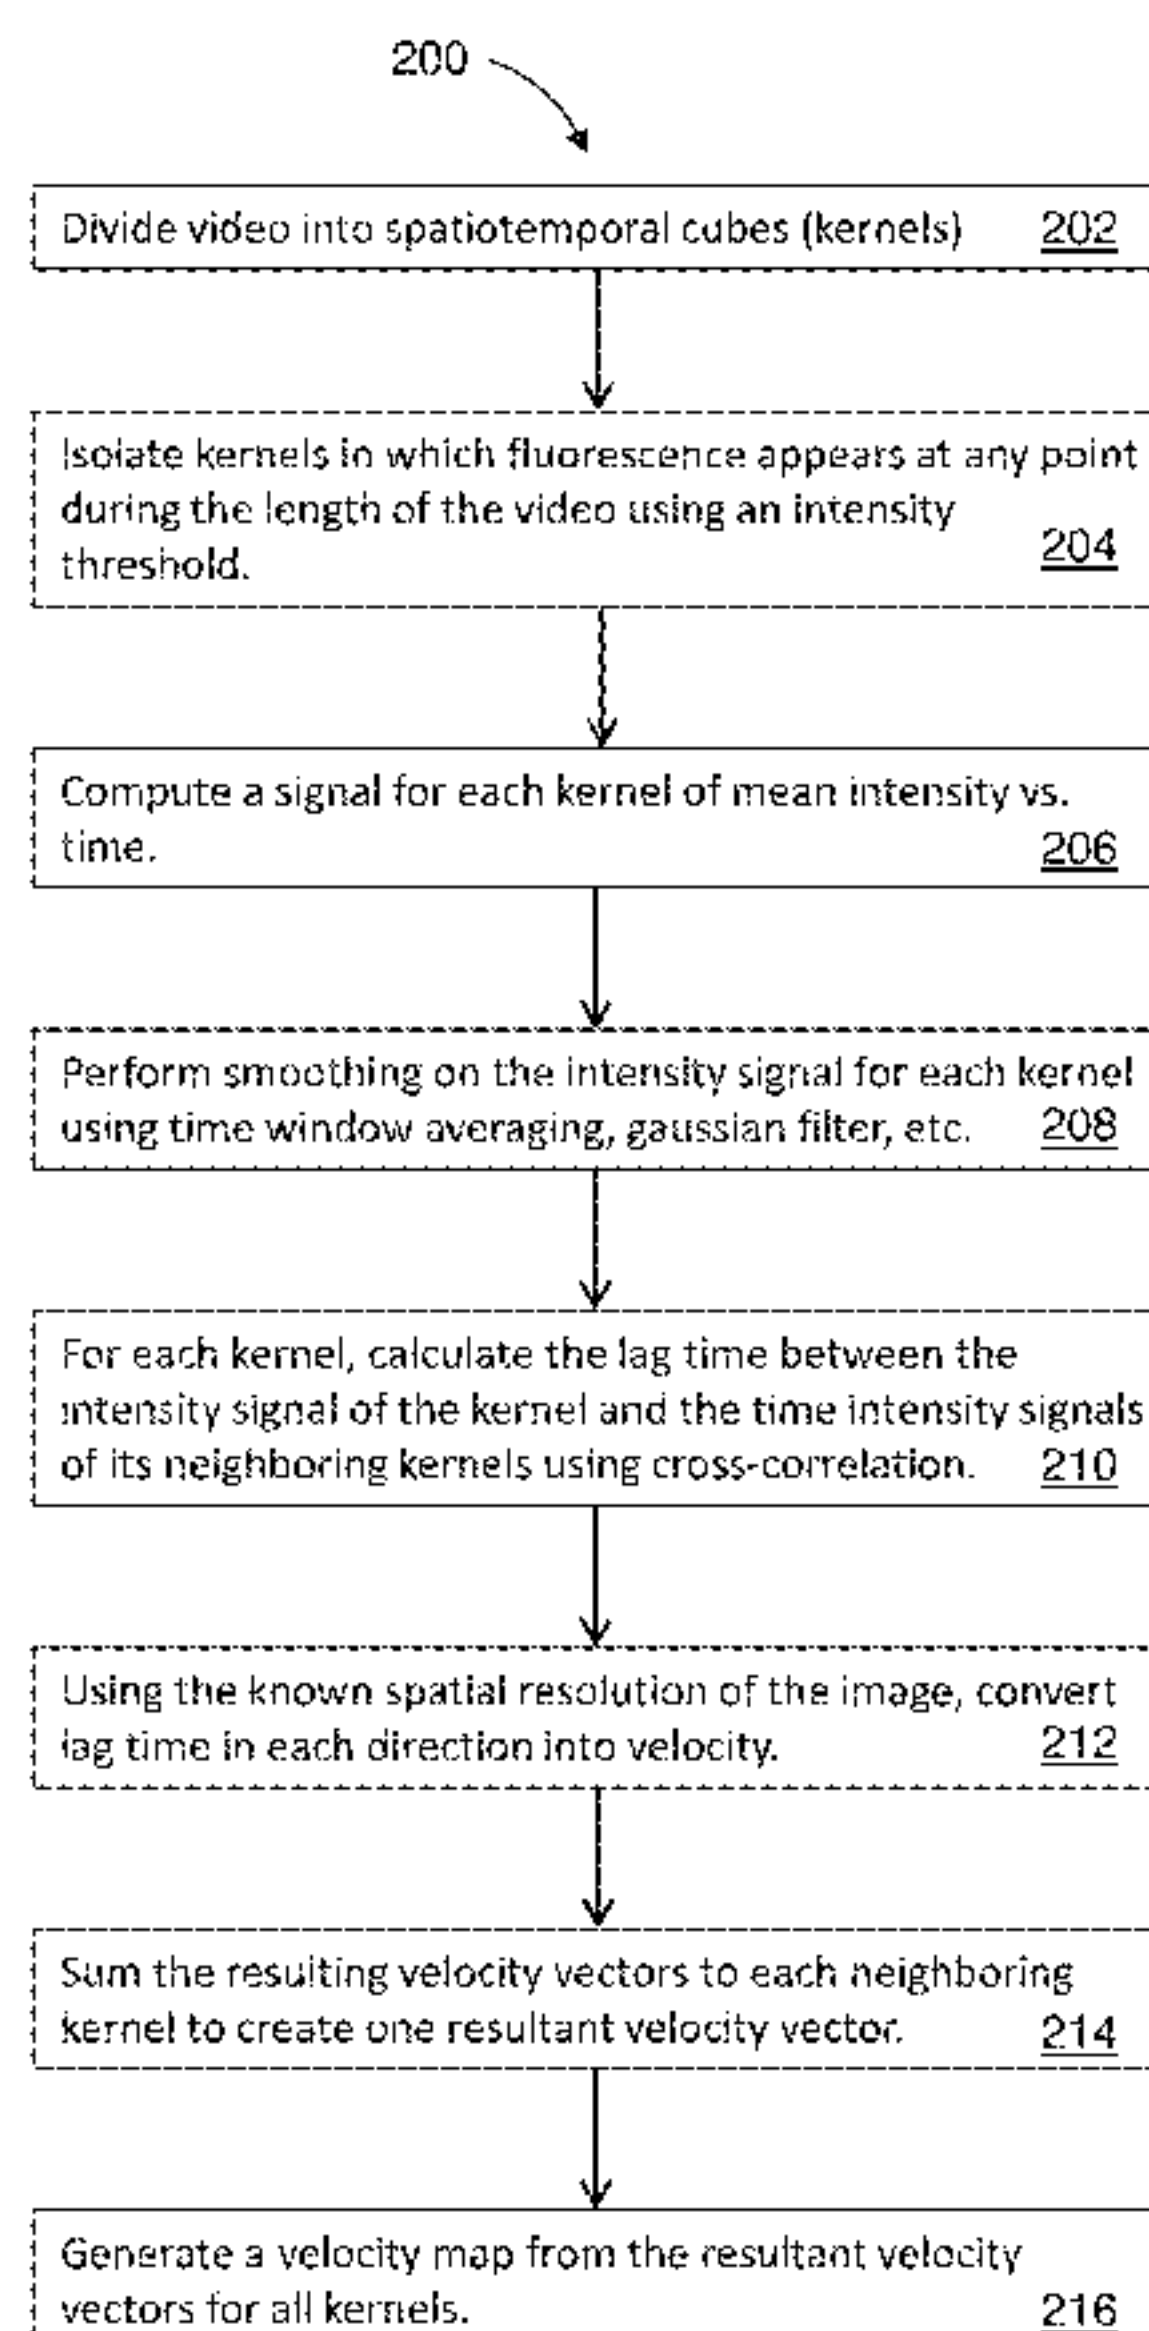 200
Divide video into spatiotemporal cubes (kernels) 202
Isolate kernels in which fluorescence appears at any point
during the length of the video using an intensity
threshold. 204
Compute a signal for each kernel of mean intensity vs.
time. 206
Perform smoothing on the intensity signal for each kernel
using time window averaging, gaussian filter, etc. 208
For each kernel, calculate the lag time between the
intensity signal of the kernel and the time intensity signals
of its neighboring kernels using cross-correlation. 210
Using the known spatial resolution of the image, convert
lag time in each direction into velocity. 212
Sum the resulting velocity vectors to each neighboring
kernel to create one resultant velocity vector. 214
Generate a velocity map from the resultant velocity
vectors for all kernels. 216